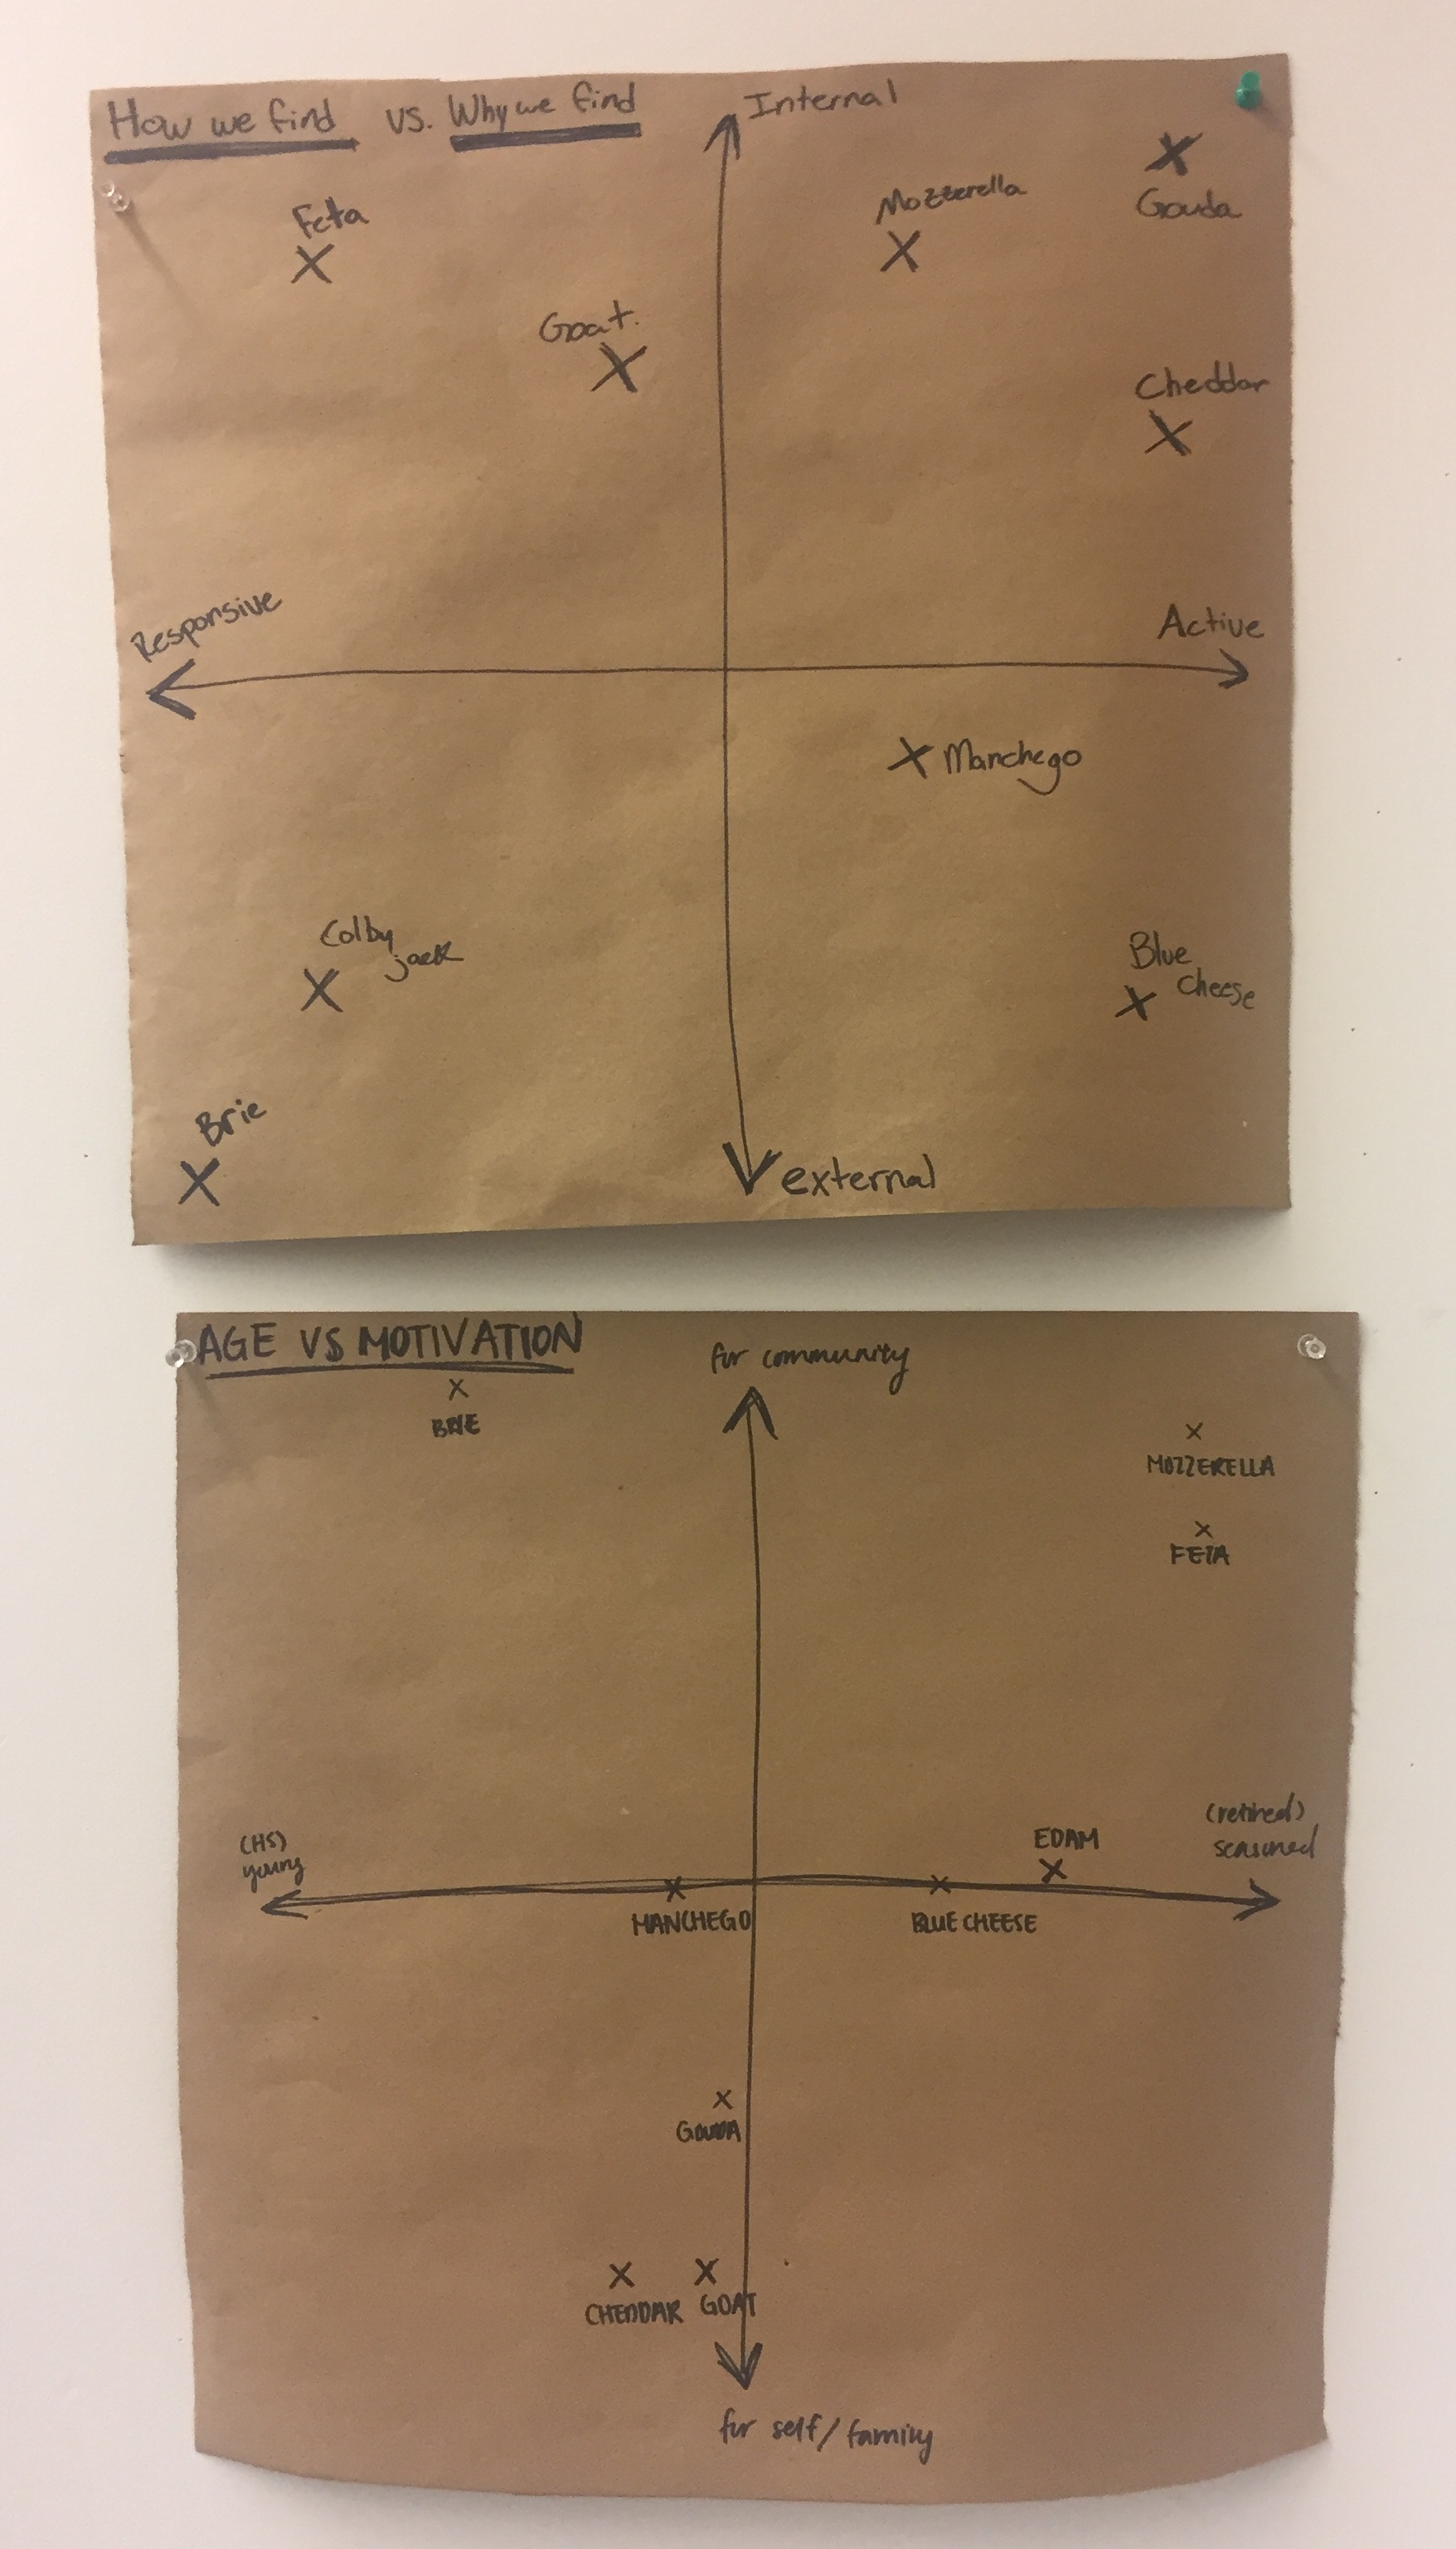 How we find vs. Why we find
Internal
Feta
Mozzerella
Gouda
Goat.
Cheddar
Responsive
Active
Manchego
Colby
jack
Blue
Cheese
Brie
external
AGE VS MOTIVATION
for community
BRIE
MOZZERELLA
FETA
(HS)
young
EDAM
(retired)
seasoned
MANCHEGO
BLUE CHEESE
GOUDA
CHEDDAR
GOAT
for self/family